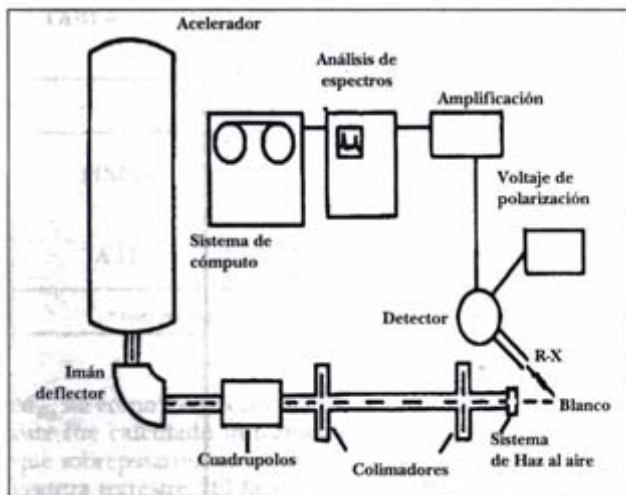 Acelerador
Análisis de
espectros
Amplificación
Voltaje de
polarización
Sistema de
cómputo
Detector
R-X
Imán
deflector
Blanco
Cuadrupolos
Colimadores
Sistema
de Haz al aire